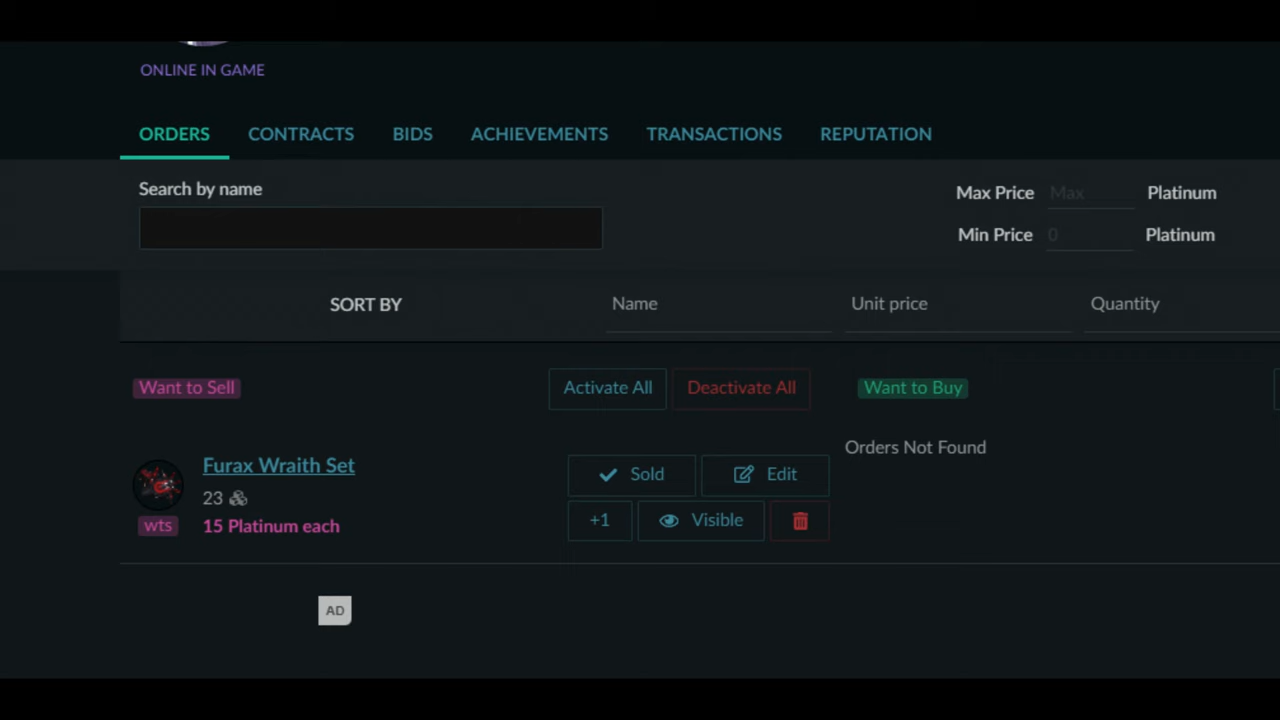 ONLINE IN GAME
ORDERS CONTRACTS BIDS ACHIEVEMENTS TRANSACTIONS REPUTATION
Search by name
Max Price Max Platinum
Min Price 0 Platinum
SORT BY Name Unit price Quantity
Want to Sell Activate All Deactivate All Want to Buy
Orders Not Found
Furax Wraith Set Sold Edit
23
wts 15 Platinum each +1 Visible
AD